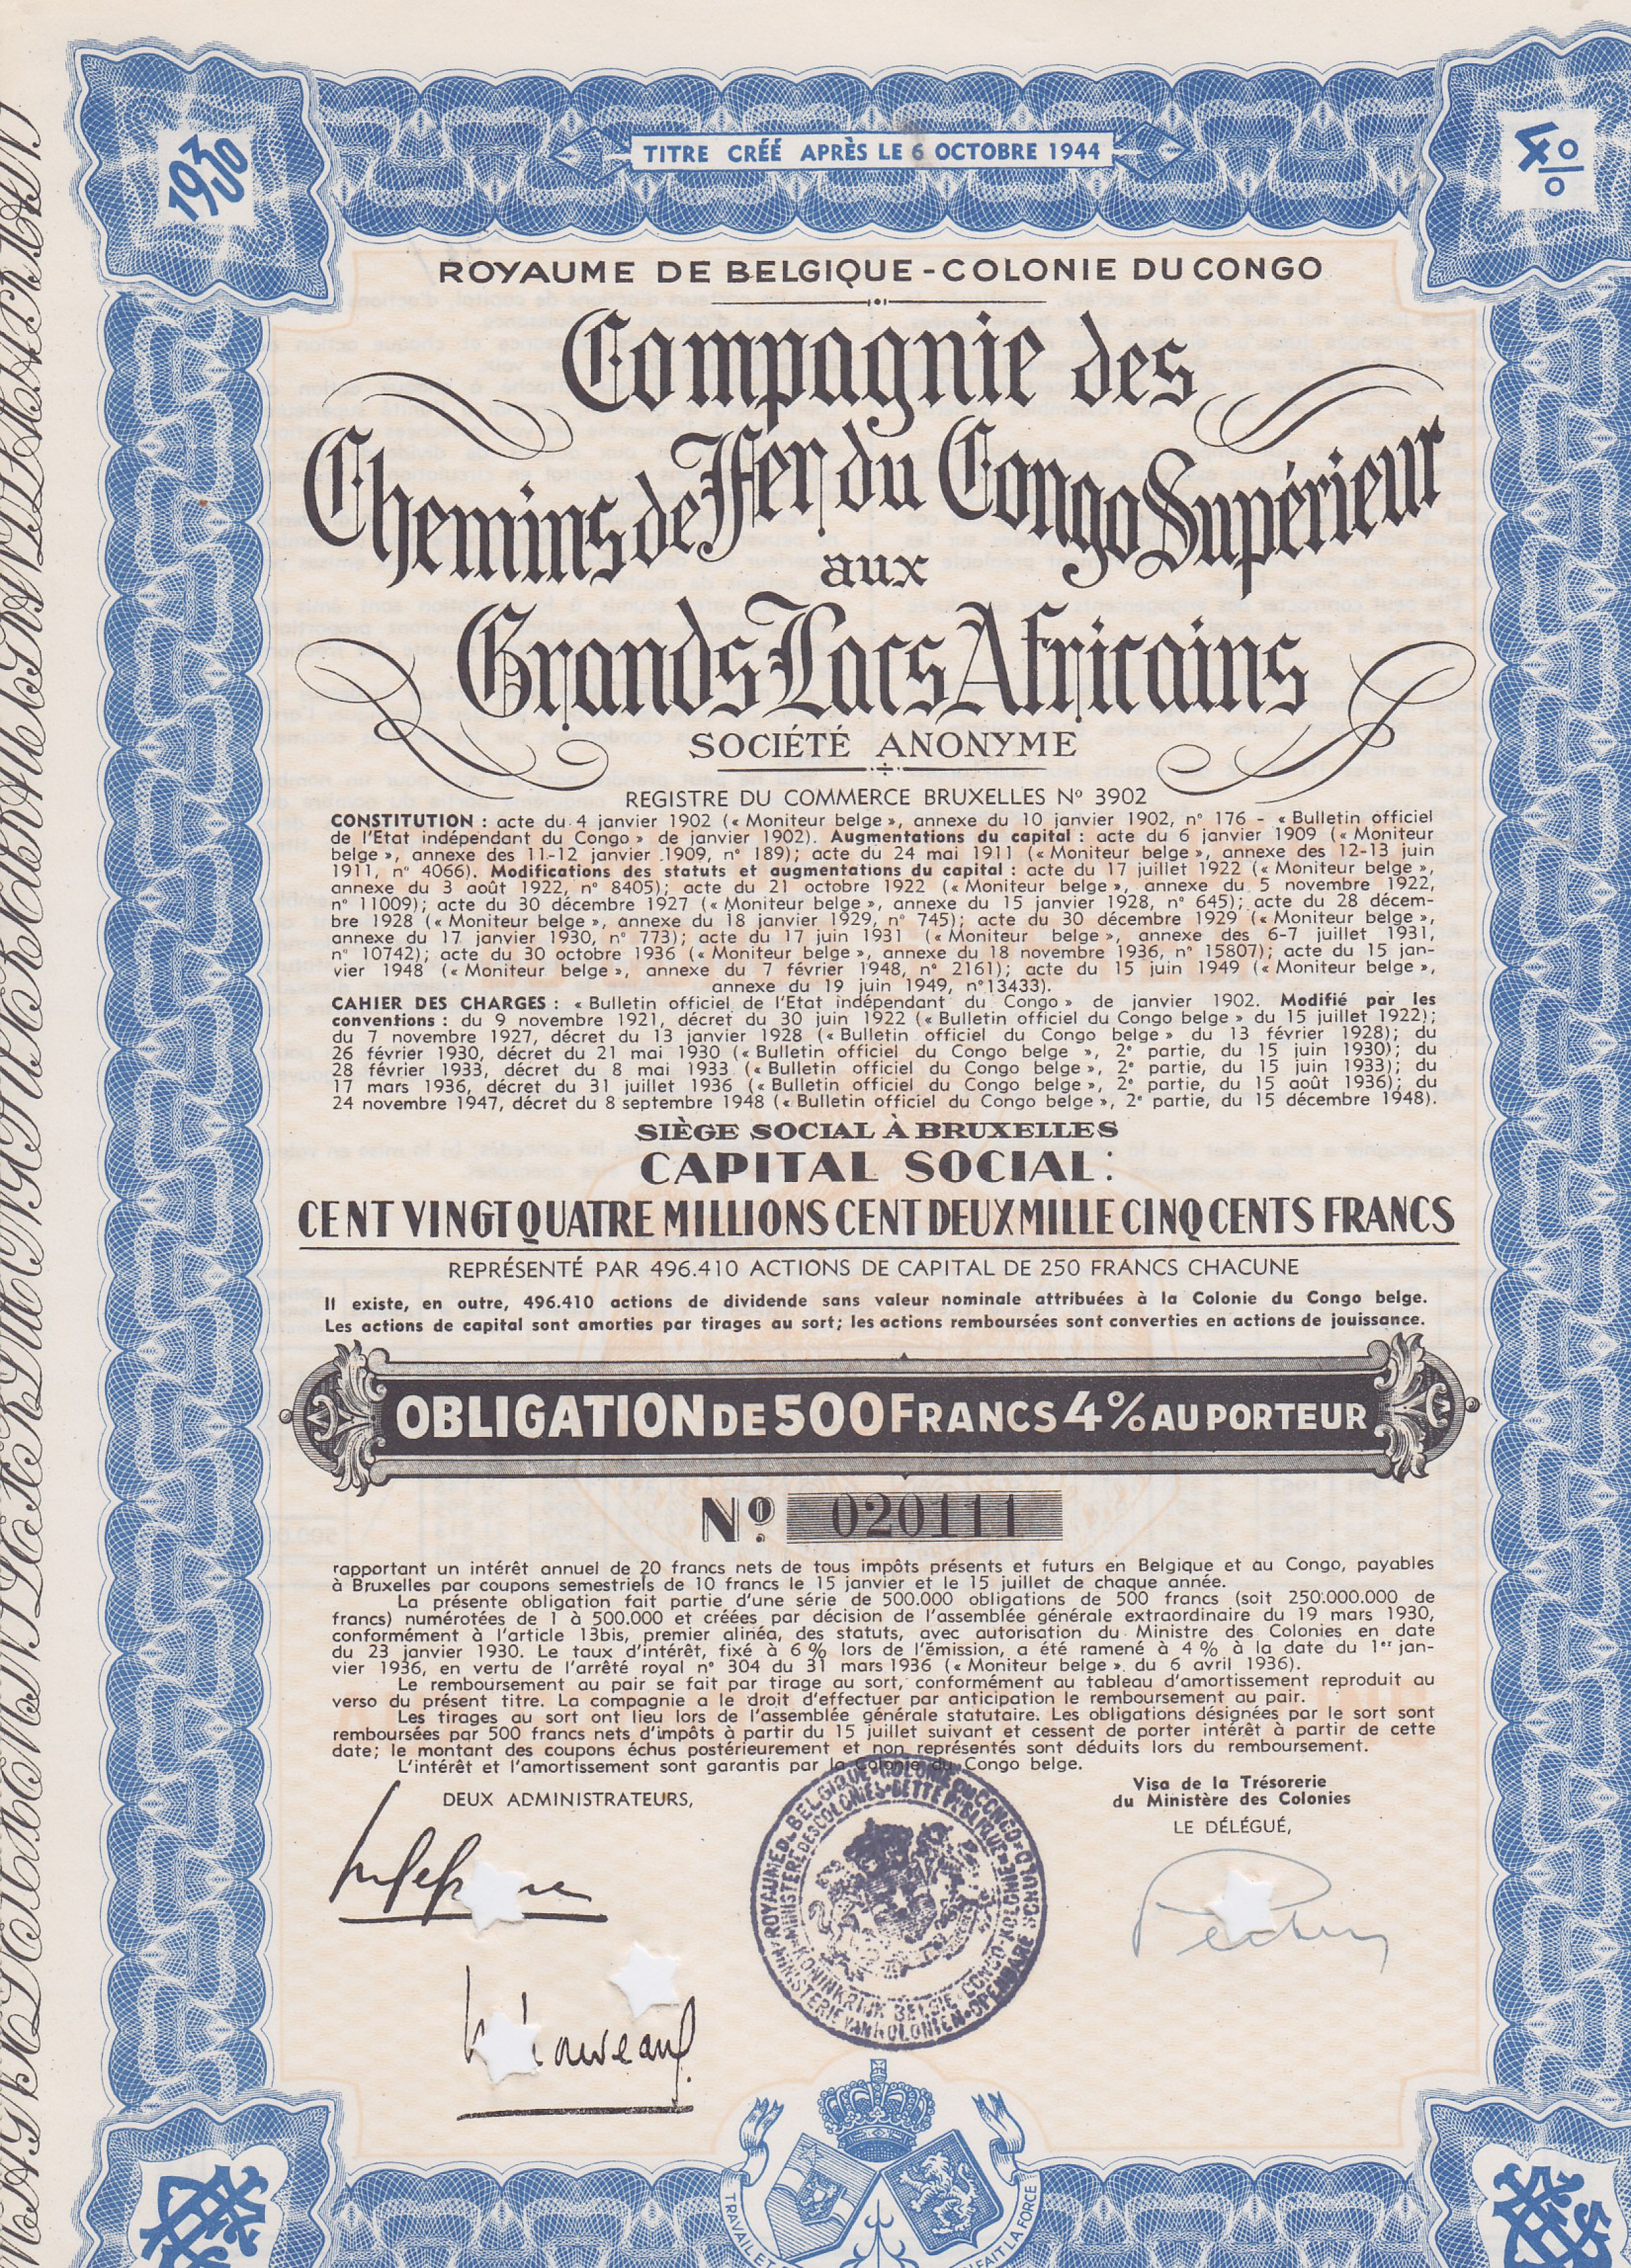 1930
TITRE CRÉÉ APRÈS LE 6 OCTOBRE 1944
4%
ROYAUME DE BELGIQUE - COLONIE DU CONGO
Compagnie des
Chemins de Fer du Congo Supérieur
aux
Grands Lacs Africains
SOCIÉTÉ ANONYME
REGISTRE DU COMMERCE BRUXELLES Nº 3902
CONSTITUTION : acte du 4 janvier 1902 (« Moniteur belge », annexe du 10 janvier 1902, n° 176 - « Bulletin officiel
de l'Etat indépendant du Congo » de janvier 1902). Augmentations du capital : acte du 6 janvier 1909 (« Moniteur
belge », annexe des 11-12 janvier 1909, n° 189); acte du 24 mai 1911 (« Moniteur belge », annexe des 12-13 juin
1911, n° 4066). Modifications des statuts et augmentations du capital : acte du 17 juillet 1922 (« Moniteur belge »,
annexe du 3 août 1922, n° 8405); acte du 21 octobre 1922 (« Moniteur belge », annexe du 5 novembre 1922,
n° 11009); acte du 30 décembre 1927 (« Moniteur belge », annexe du 15 janvier 1928, n° 645); acte du 28 décem-
bre 1928 (« Moniteur belge », annexe du 18 janvier 1929, n° 745); acte du 30 décembre 1929 (« Moniteur belge »,
annexe du 17 janvier 1930, n° 773); acte du 17 juin 1931 (« Moniteur belge », annexe des 6-7 juillet 1931,
n° 10742); acte du 30 octobre 1936 (« Moniteur belge », annexe du 18 novembre 1936, n° 15807); acte du 15 jan-
vier 1948 (« Moniteur belge », annexe du 7 février 1948, n° 2161); acte du 15 juin 1949 (« Moniteur belge »,
annexe du 19 juin 1949, n°13433).
CAHIER DES CHARGES : « Bulletin officiel de l'Etat indépendant du Congo » de janvier 1902. Modifié par les
conventions : du 9 novembre 1921, décret du 30 juin 1922 (« Bulletin officiel du Congo belge » du 15 juillet 1922);
du 7 novembre 1927, décret du 13 janvier 1928 (« Bulletin officiel du Congo belge » du 13 février 1928); du
26 février 1930, décret du 21 mai 1930 (« Bulletin officiel du Congo belge », 2e partie, du 15 juin 1930); du
28 février 1933, décret du 8 mai 1933 (« Bulletin officiel du Congo belge », 2e partie, du 15 juin 1933); du
17 mars 1936, décret du 31 juillet 1936 (« Bulletin officiel du Congo belge », 2e partie, du 15 août 1936); du
24 novembre 1947, décret du 8 septembre 1948 (« Bulletin officiel du Congo belge », 2e partie, du 15 décembre 1948).
SIÈGE SOCIAL À BRUXELLES
CAPITAL SOCIAL:
CENT VINGT QUATRE MILLIONS CENT DEUX MILLE CINQ CENTS FRANCS
REPRÉSENTÉ PAR 496.410 ACTIONS DE CAPITAL DE 250 FRANCS CHACUNE
Il existe, en outre, 496.410 actions de dividende sans valeur nominale attribuées à la Colonie du Congo belge.
Les actions de capital sont amorties par tirages au sort; les actions remboursées sont converties en actions de jouissance.
OBLIGATION DE 500 FRANCS 4% AU PORTEUR
Nº 020111
rapportant un intérêt annuel de 20 francs nets de tous impôts présents et futurs en Belgique et au Congo, payables
à Bruxelles par coupons semestriels de 10 francs le 15 janvier et le 15 juillet de chaque année.
La présente obligation fait partie d'une série de 500.000 obligations de 500 francs (soit 250.000.000 de
francs) numérotées de 1 à 500.000 et créées par décision de l'assemblée générale extraordinaire du 19 mars 1930,
conformément à l'article 13bis, premier alinéa, des statuts, avec autorisation du Ministre des Colonies en date
du 23 janvier 1930. Le taux d'intérêt, fixé à 6 % lors de l'émission, a été ramené à 4 % à la date du 1er jan-
vier 1936, en vertu de l'arrêté royal n° 304 du 31 mars 1936 (« Moniteur belge » du 6 avril 1936).
Le remboursement au pair se fait par tirage au sort, conformément au tableau d'amortissement reproduit au
verso du présent titre. La compagnie a le droit d'effectuer par anticipation le remboursement au pair.
Les tirages au sort ont lieu lors de l'assemblée générale statutaire. Les obligations désignées par le sort sont
remboursées par 500 francs nets d'impôts à partir du 15 juillet suivant et cessent de porter intérêt à partir de cette
date; le montant des coupons échus postérieurement et non représentés sont déduits lors du remboursement.
L'intérêt et l'amortissement sont garantis par la Colonie du Congo belge.
DEUX ADMINISTRATEURS,
Visa de la Trésorerie
du Ministère des Colonies
LE DÉLÉGUÉ,
ROYAUME DE BELGIQUE-COLONIE DU CONGO
MINISTERE DES COLONIES-DETTE PUBLIQUE
KONINKRIJK BELGIE CONGO-KOLONIE
MINISTERIE VAN KOLONIEN-OPENBARE SCHULD
TRAVAIL ET
FAIT LA FORCE